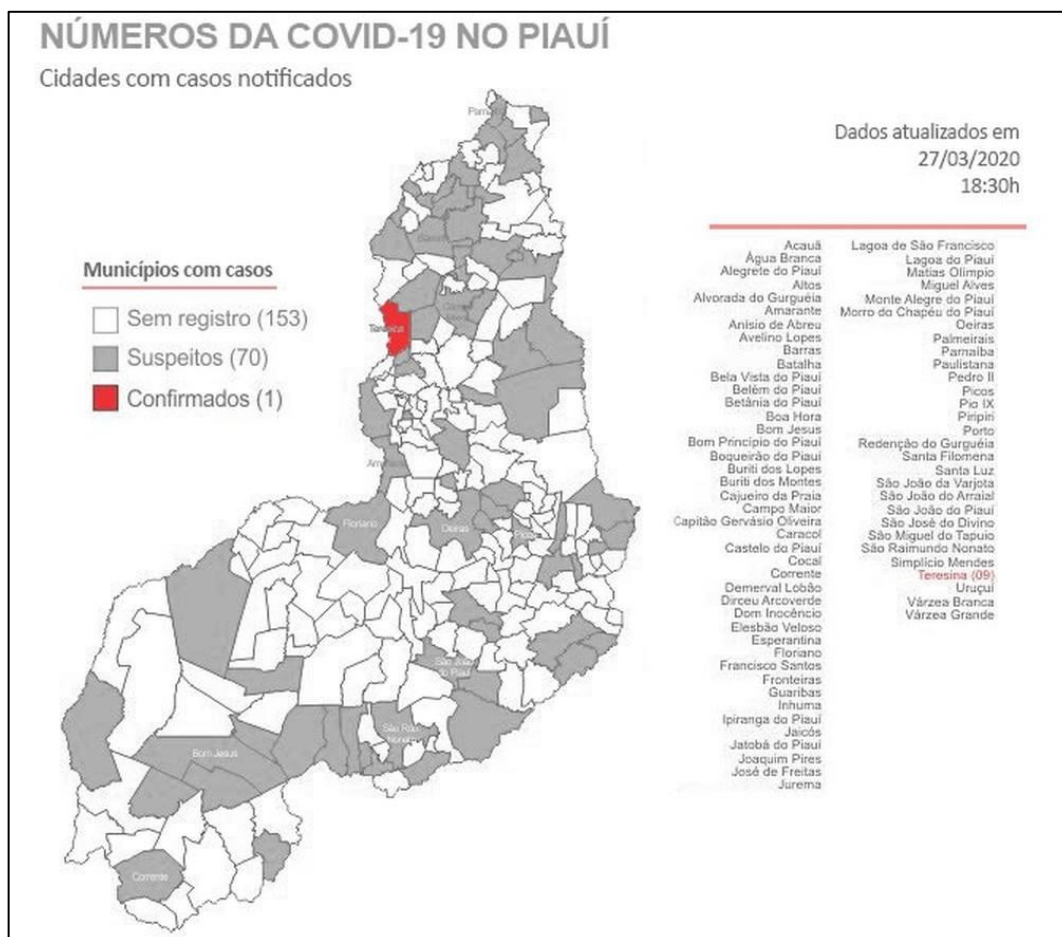 NÚMEROS DA COVID-19 NO PIAUÍ
Cidades com casos notificados
Dados atualizados em
27/03/2020
18:30h
Municípios com casos
Sem registro (153)
Suspeitos (70)
Confirmados (1)
Teresina
Floriano
Oeiras
São João
do Piauí
São Rdo
Nonato
Bom Jesus
Corrente
Acauã
Água Branca
Alegrete do Piauí
Altos
Alvorada do Gurguéia
Amarante
Anísio de Abreu
Avelino Lopes
Barras
Batalha
Bela Vista do Piauí
Belém do Piauí
Betânia do Piauí
Boa Hora
Bom Jesus
Bom Princípio do Piauí
Boqueirão do Piauí
Buriti dos Lopes
Buriti dos Montes
Cajueiro da Praia
Campo Maior
Capitão Gervásio Oliveira
Caracol
Castelo do Piauí
Cocal
Corrente
Demerval Lobão
Dirceu Arcoverde
Dom Inocêncio
Elesbão Veloso
Esperantina
Floriano
Francisco Santos
Fronteiras
Guaribas
Inhuma
Ipiranga do Piauí
Jaicós
Jatobá do Piauí
Joaquim Pires
José de Freitas
Jurema
Lagoa de São Francisco
Lagoa do Piauí
Matias Olímpio
Miguel Alves
Monte Alegre do Piauí
Morro do Chapéu do Piauí
Oeiras
Palmeirais
Parnaíba
Paulistana
Pedro II
Picos
Pio IX
Piripiri
Porto
Redenção do Gurguéia
Santa Filomena
Santa Luz
São João da Varjota
São João do Arraial
São João do Piauí
São José do Divino
São Miguel do Tapuio
São Raimundo Nonato
Simplício Mendes
Teresina (09)
Uruçuí
Várzea Branca
Várzea Grande